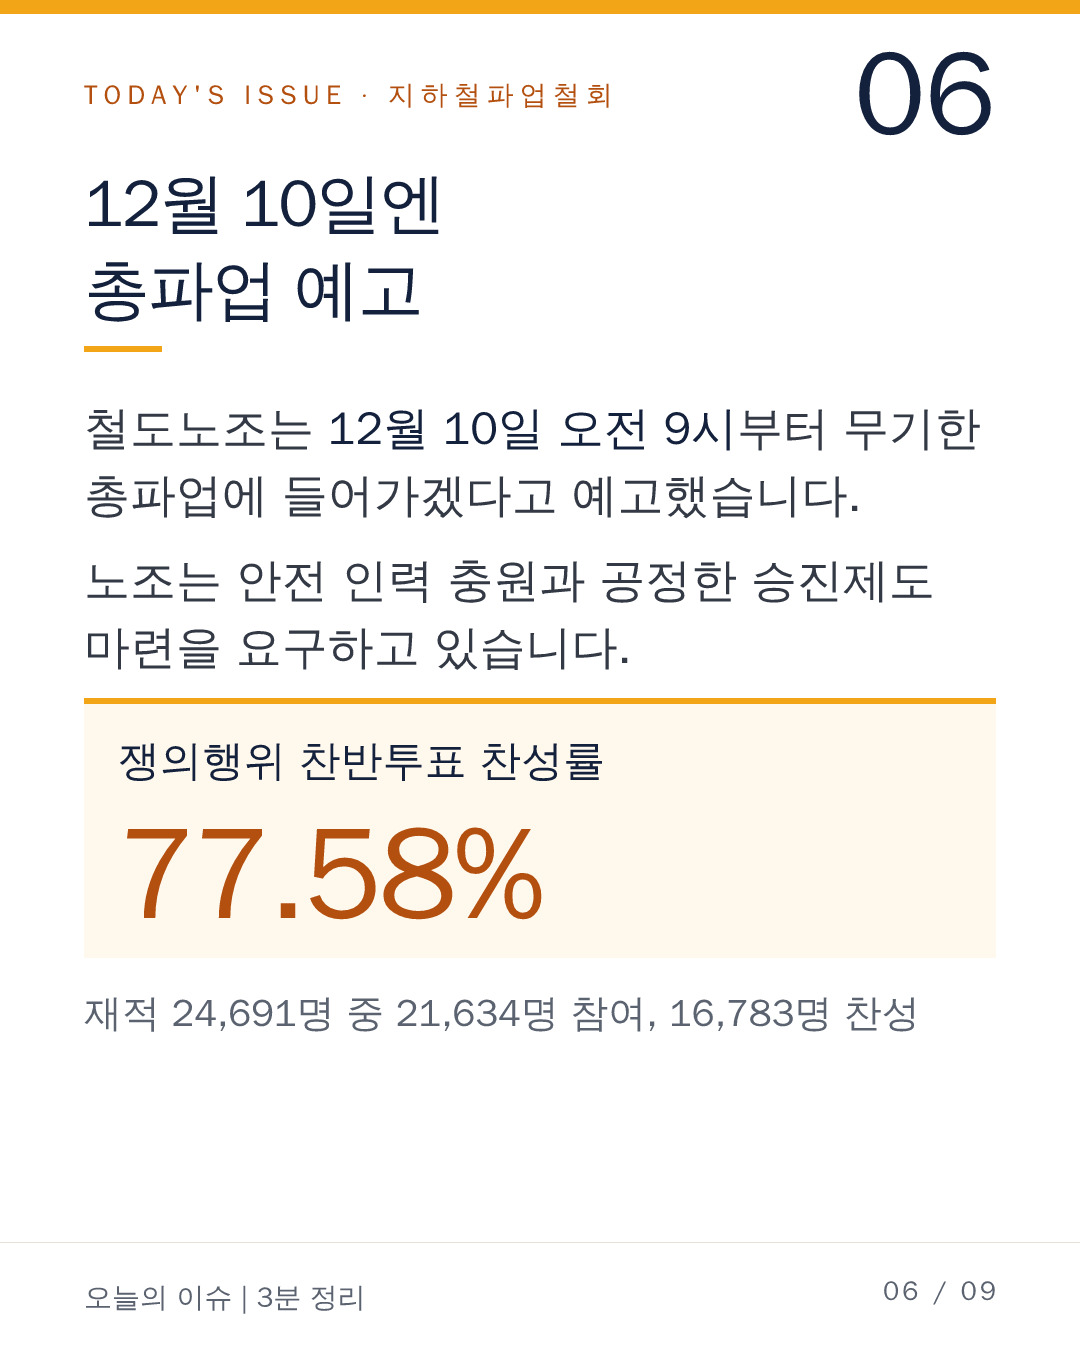 TODAY'S ISSUE · 지하철파업철회
06
12월 10일엔
총파업 예고
철도노조는 12월 10일 오전 9시부터 무기한
총파업에 들어가겠다고 예고했습니다.
노조는 안전 인력 충원과 공정한 승진제도
마련을 요구하고 있습니다.
쟁의행위 찬반투표 찬성률
77.58%
재적 24,691명 중 21,634명 참여, 16,783명 찬성
오늘의 이슈 | 3분 정리
06 / 09